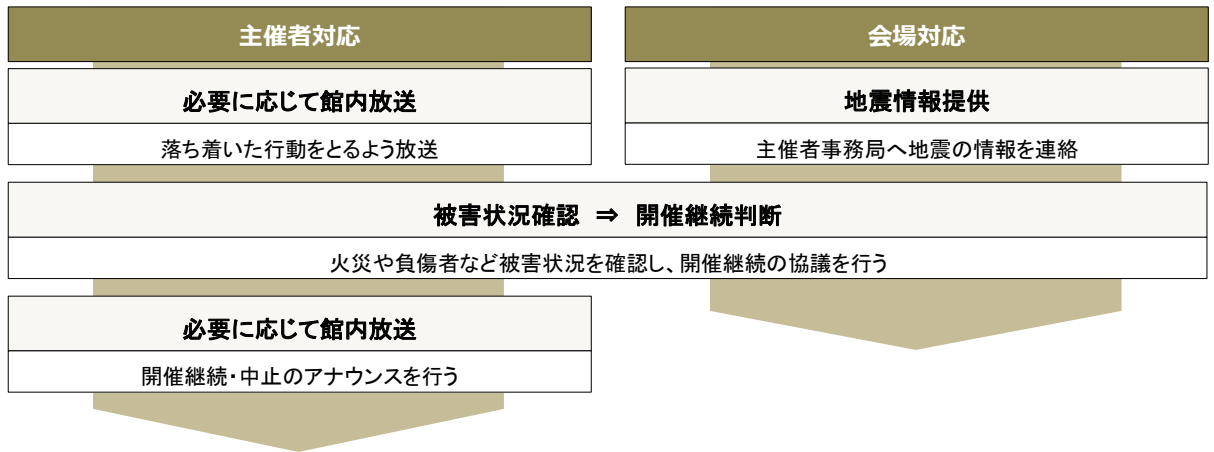 主催者対応
会場対応
必要に応じて館内放送
地震情報提供
落ち着いた行動をとるよう放送
主催者事務局へ地震の情報を連絡
被害状況確認 ⇒ 開催継続判断
火災や負傷者など被害状況を確認し、開催継続の協議を行う
必要に応じて館内放送
開催継続・中止のアナウンスを行う